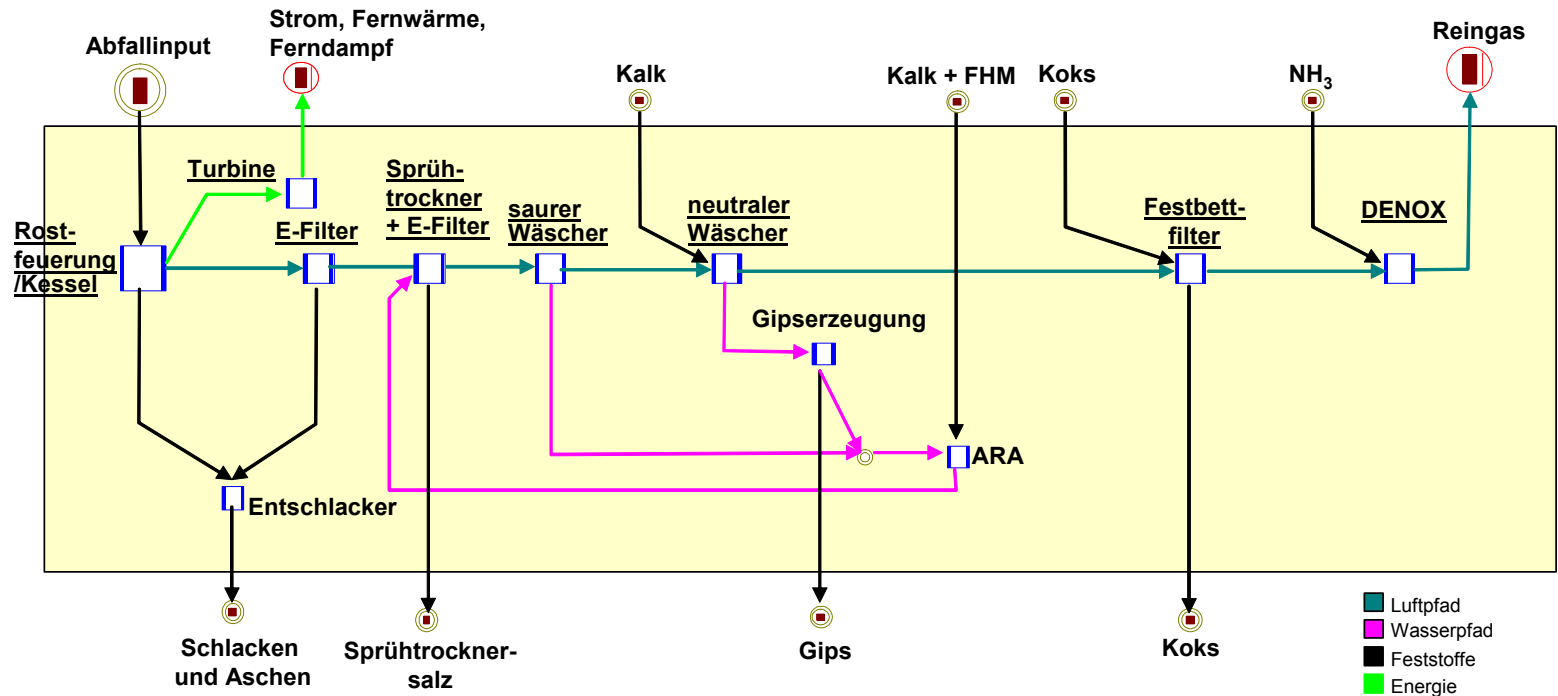 Abfallinput
Strom, Fernwärme,
Ferndampf
Kalk
Kalk + FHM
Koks
NH3
Reingas
Turbine
Sprüh-
trockner
+ E-Filter
E-Filter
saurer
Wäscher
neutraler
Wäscher
Festbett-
filter
DENOX
Rost-
feuerung
/Kessel
Gipserzeugung
ARA
Entschlacker
Schlacken
und Aschen
Sprühtrockner-
salz
Gips
Koks
Luftpfad
Wasserpfad
Feststoffe
Energie